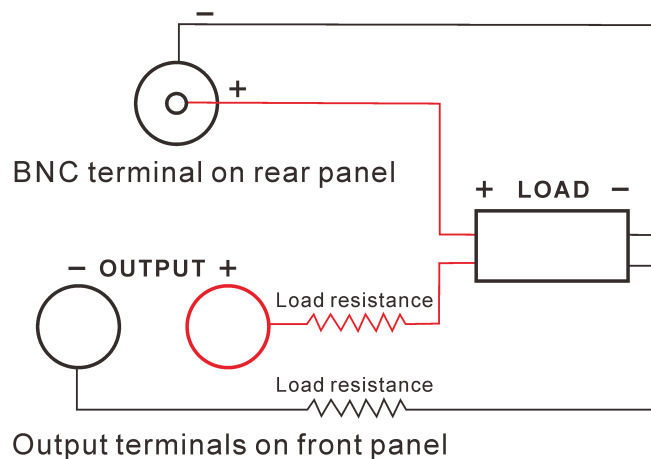 −
+
BNC terminal on rear panel
+ LOAD −
− OUTPUT +
Load resistance
Load resistance
Output terminals on front panel